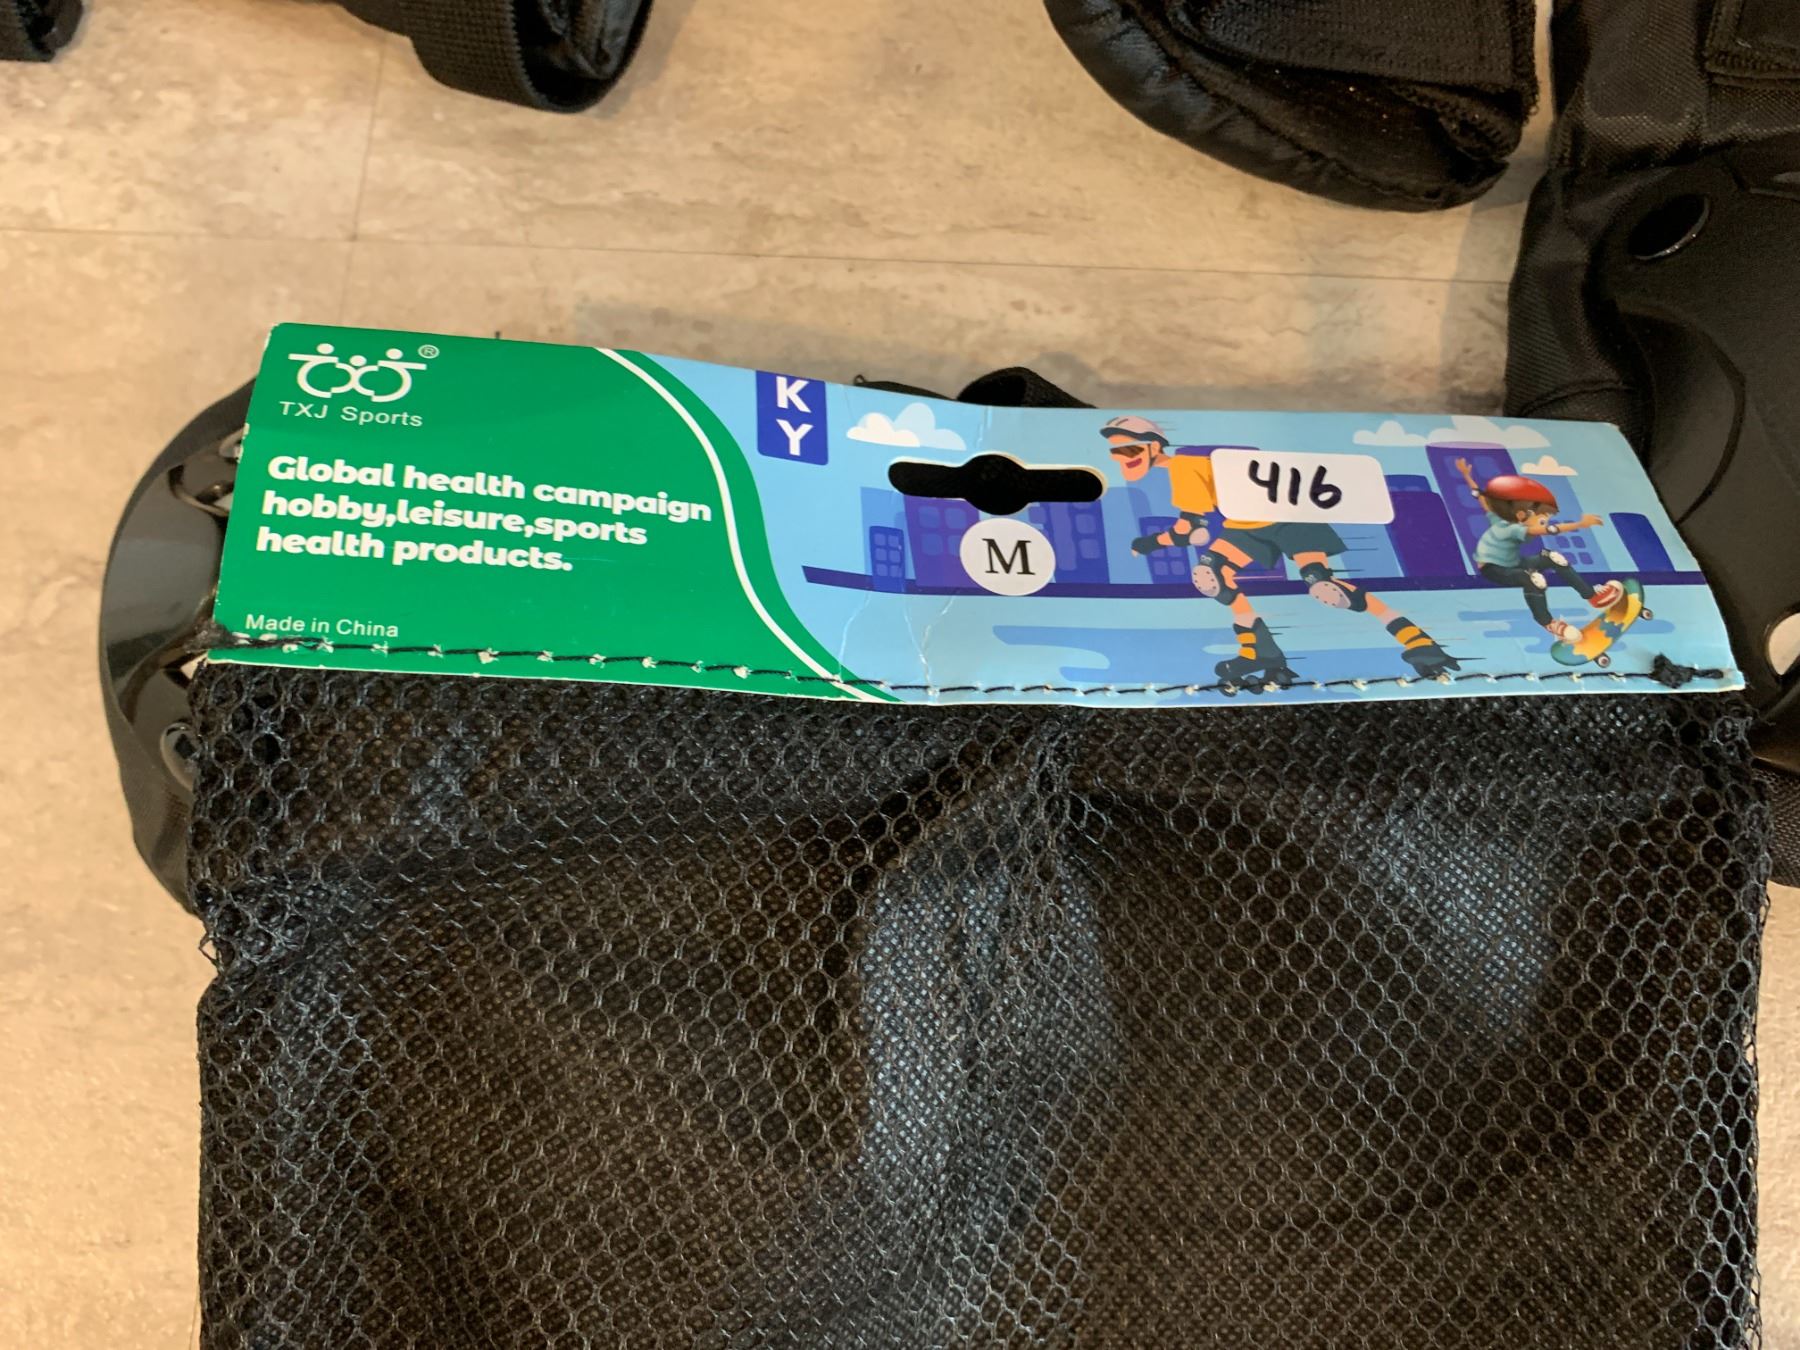 ®
TXJ Sports
Global health campaign
hobby,leisure,sports
health products.
Made in China
K
Y
416
M